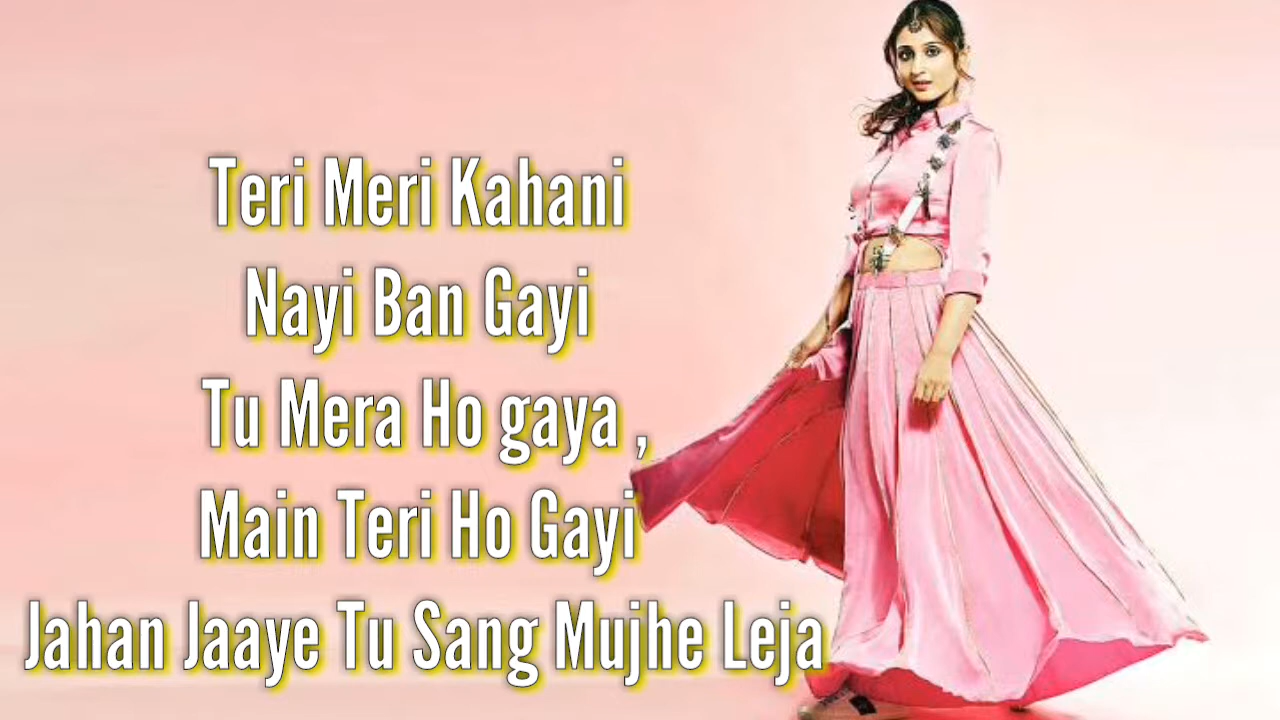 Teri Meri Kahani
Nayi Ban Gayi
Tu Mera Ho gaya ,
Main Teri Ho Gayi
Jahan Jaaye Tu Sang Mujhe Leja